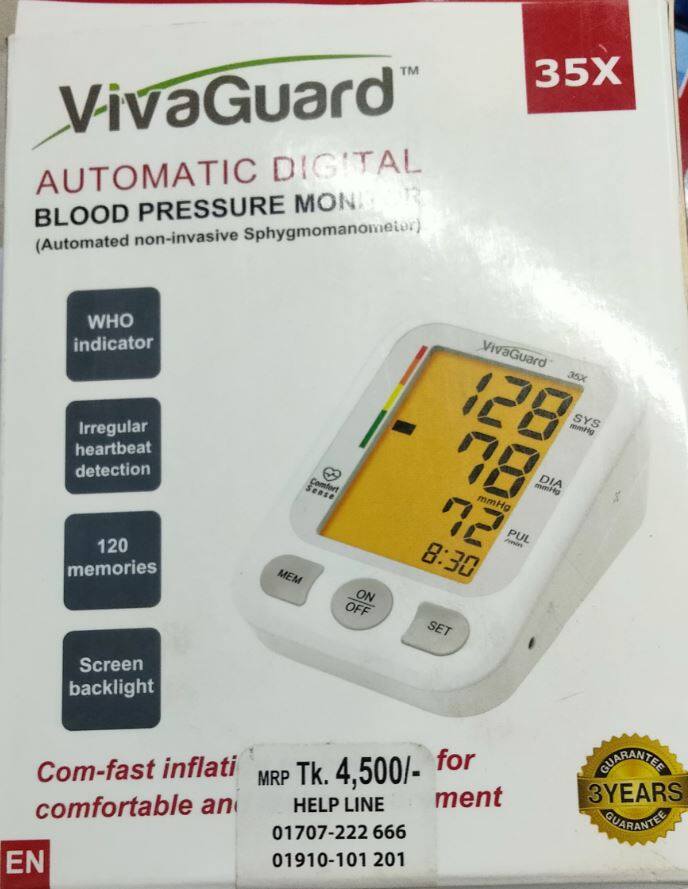 VivaGuard™
35X
AUTOMATIC DIGITAL
BLOOD PRESSURE MONITOR
(Automated non-invasive Sphygmomanometer)
WHO
indicator
Irregular
heartbeat
detection
120
memories
Screen
backlight
VivaGuard
35X
128
SYS
mmHg
78
DIA
mmHg
mmHg
72
PUL
/min
8:30
Comfort
Sense
MEM
ON
OFF
SET
Com-fast inflati for
comfortable an ment
MRP Tk. 4,500/-
HELP LINE
01707-222 666
01910-101 201
GUARANTEE
3YEARS
GUARANTEE
EN